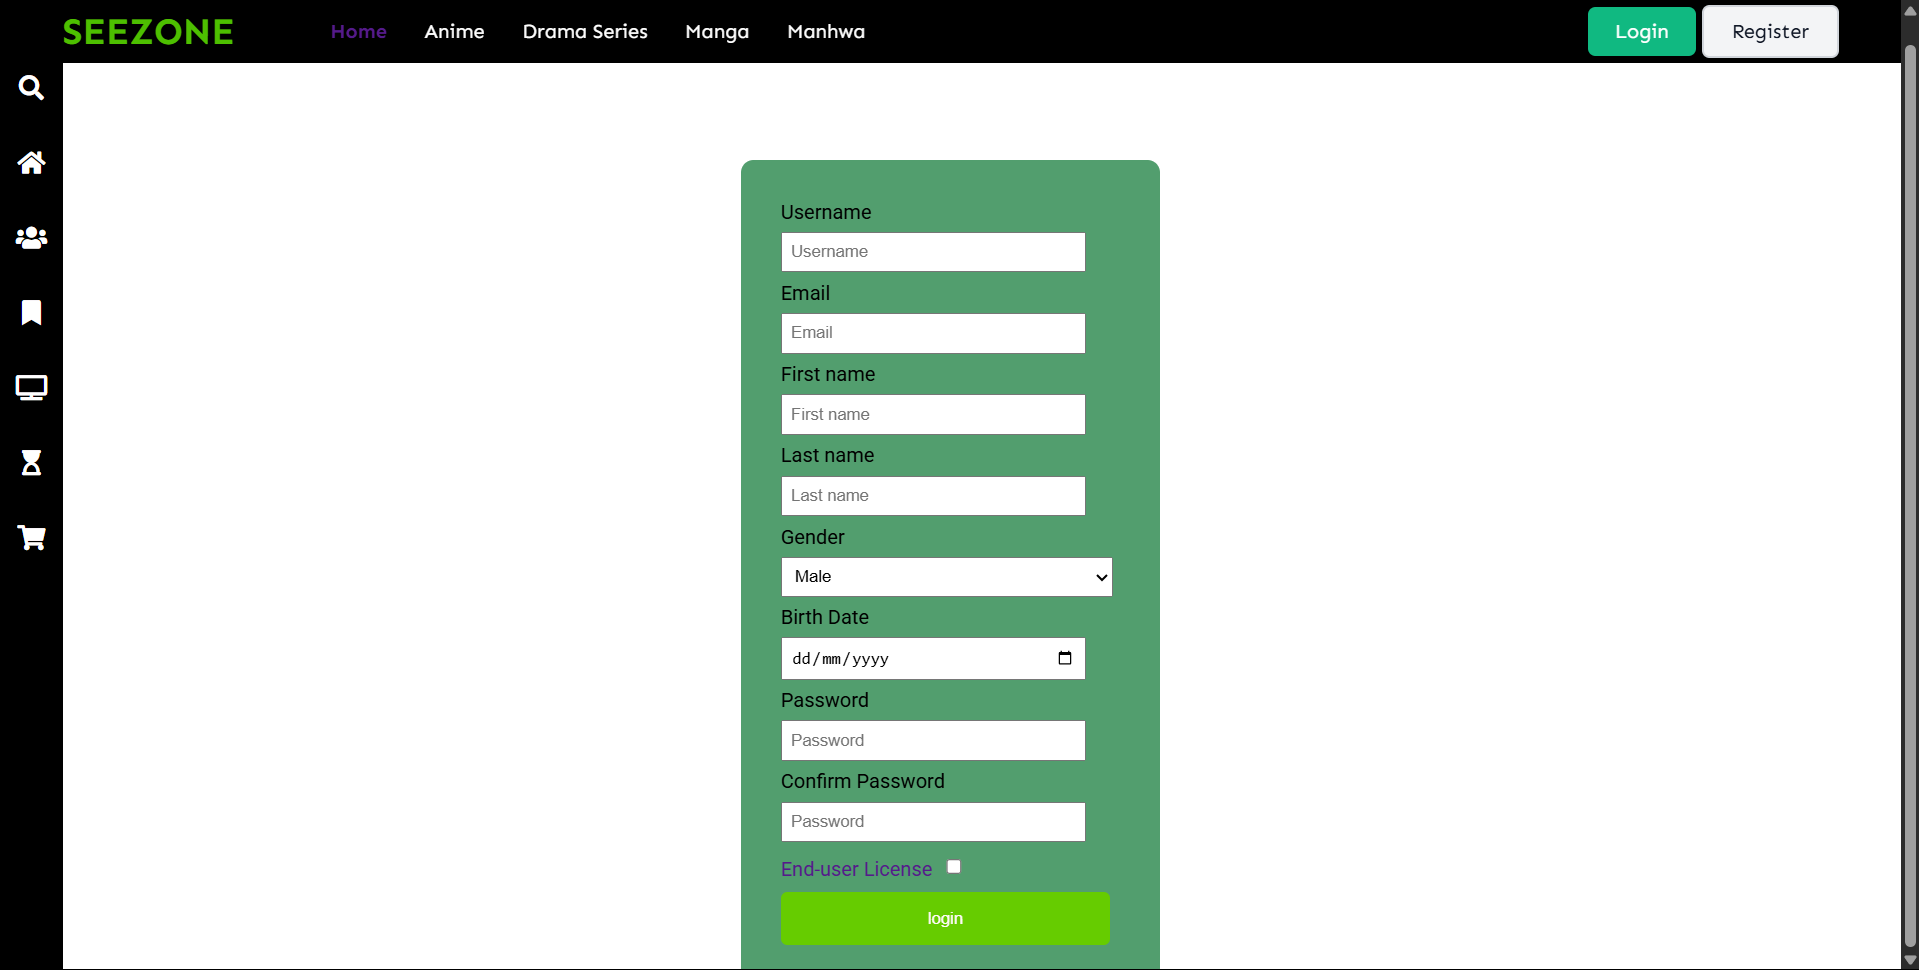 SEEZONE Home Anime Drama Series Manga Manhwa Login Register
Username
Username
Email
Email
First name
First name
Last name
Last name
Gender
Male
Birth Date
dd/mm/yyyy
Password
Password
Confirm Password
Password
End-user License
login